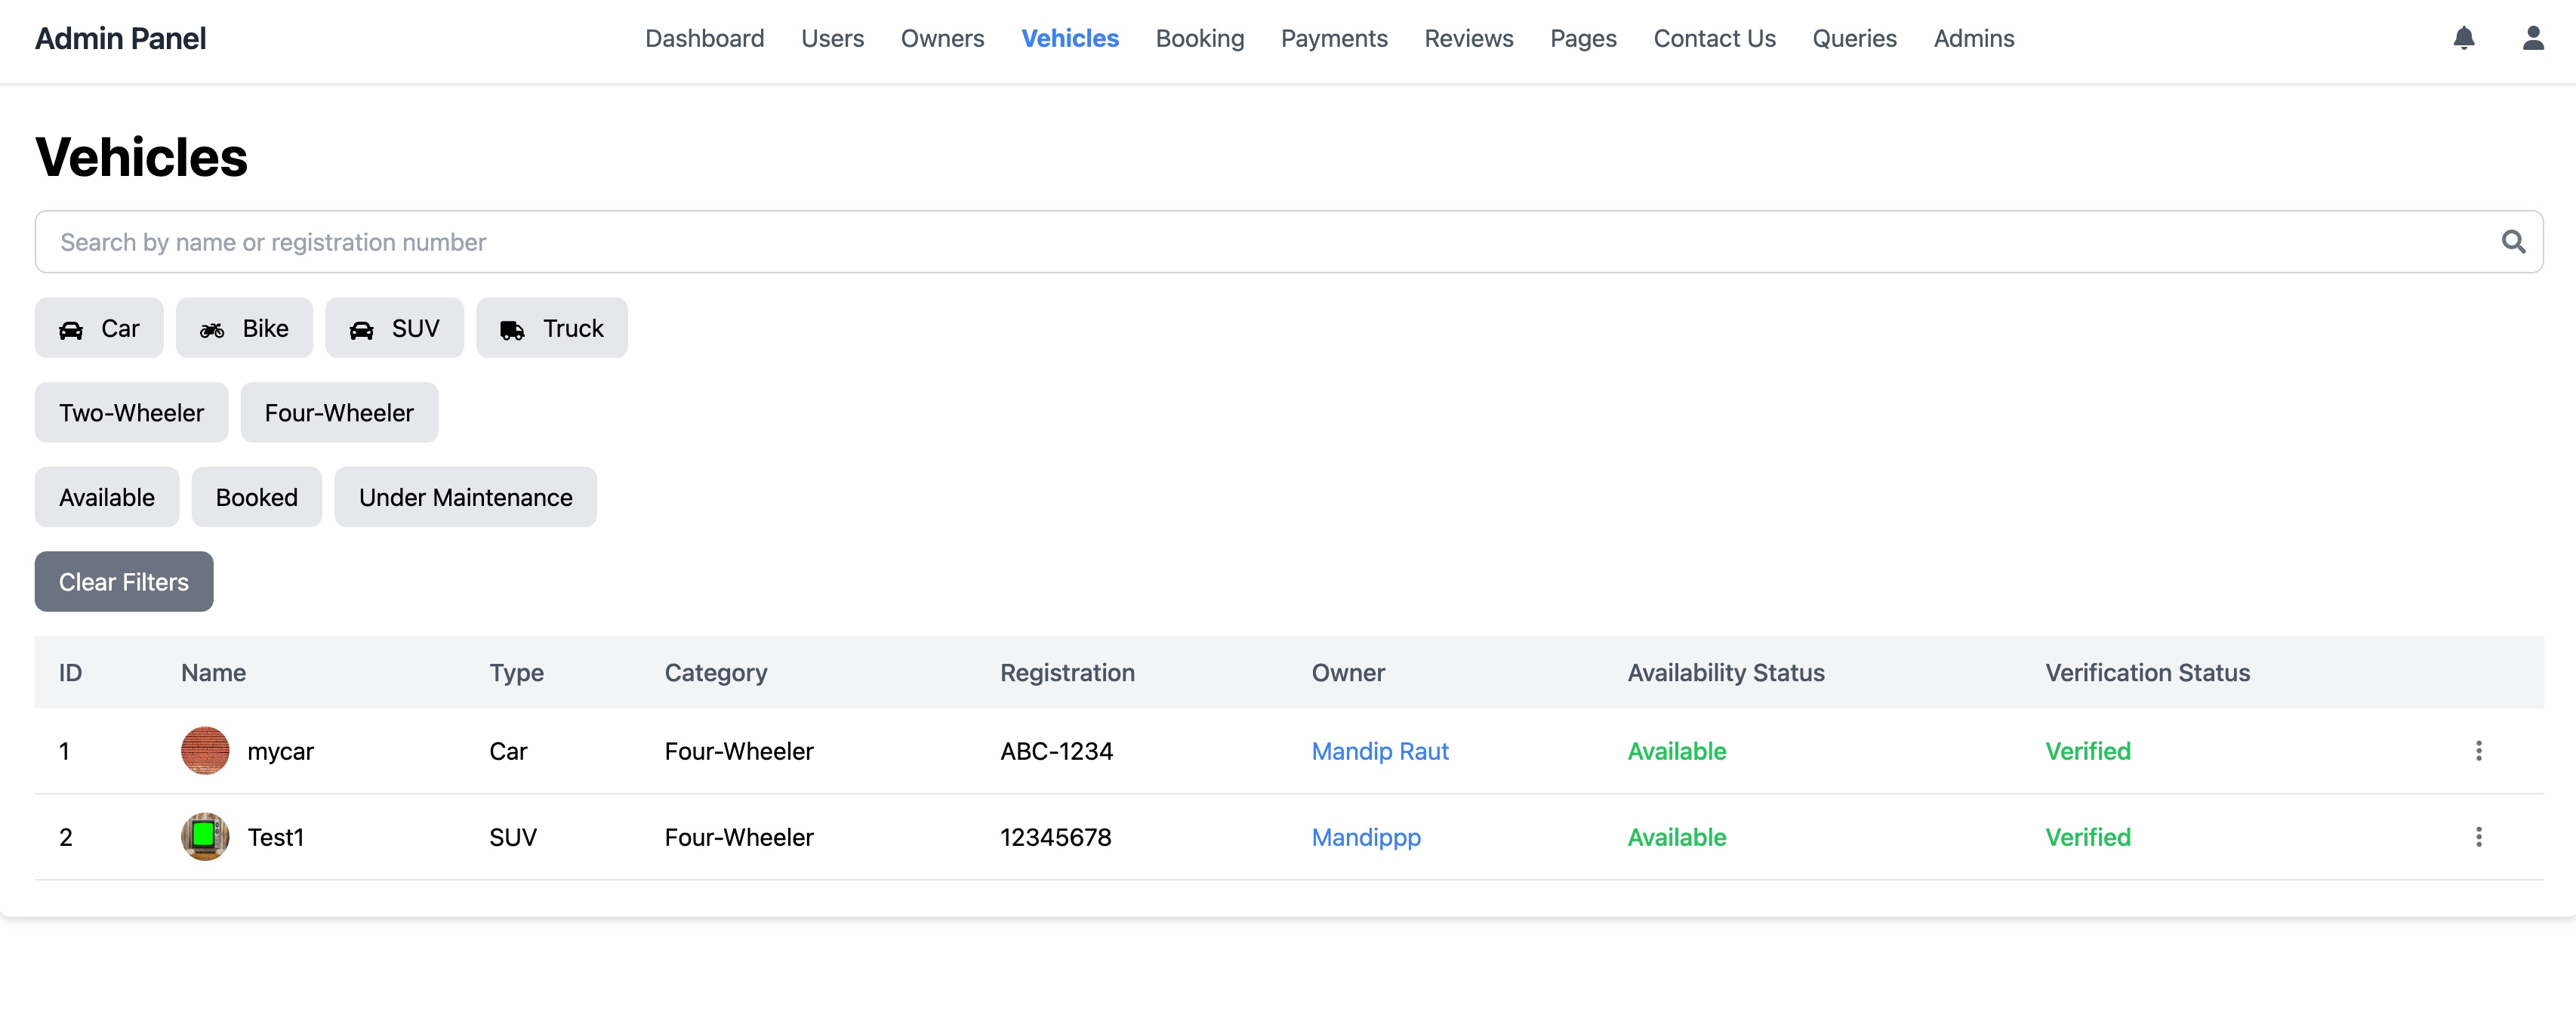 Admin Panel Dashboard Users Owners Vehicles Booking Payments Reviews Pages Contact Us Queries Admins
Vehicles
Search by name or registration number
Car Bike SUV Truck
Two-Wheeler Four-Wheeler
Available Booked Under Maintenance
Clear Filters
ID Name Type Category Registration Owner Availability Status Verification Status
1 mycar Car Four-Wheeler ABC-1234 Mandip Raut Available Verified
2 Test1 SUV Four-Wheeler 12345678 Mandippp Available Verified